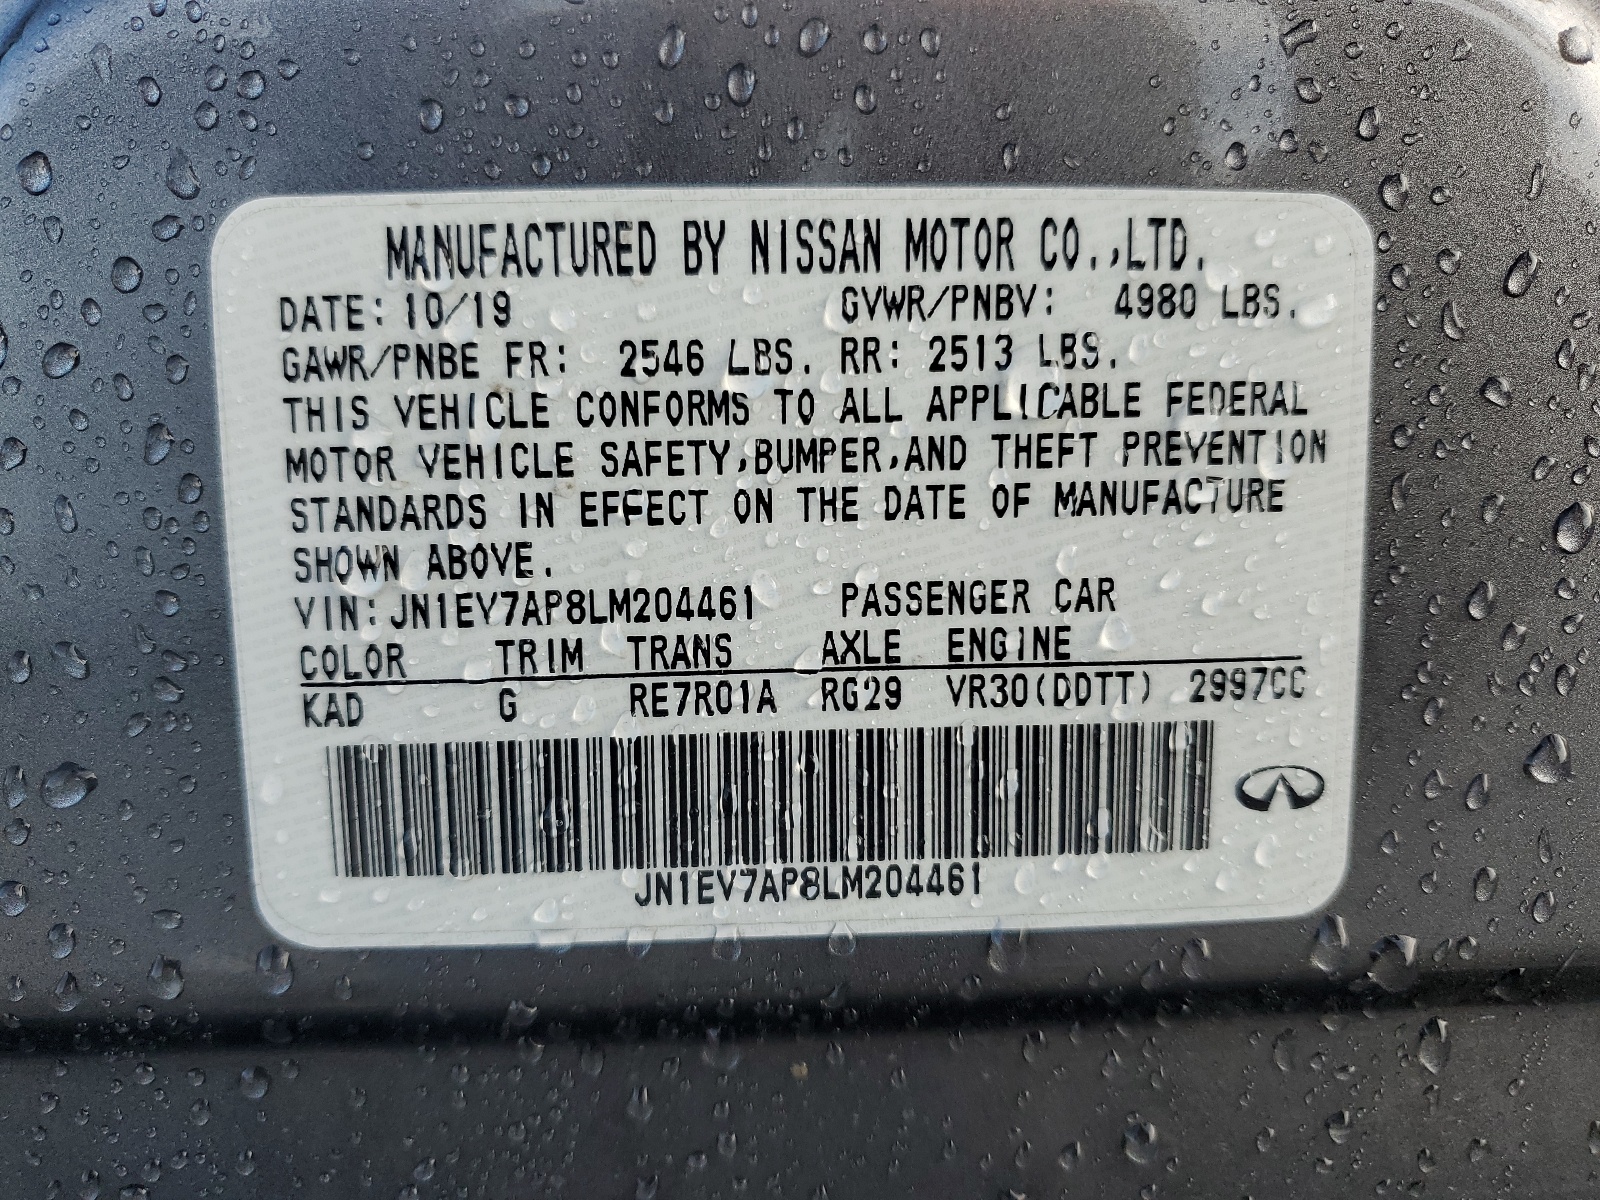 MANUFACTURED BY NISSAN MOTOR CO.,LTD.
DATE: 10/19 GVWR/PNBV: 4980 LBS.
GAWR/PNBE FR: 2546 LBS. RR: 2513 LBS.
THIS VEHICLE CONFORMS TO ALL APPLICABLE FEDERAL
MOTOR VEHICLE SAFETY,BUMPER,AND THEFT PREVENTION
STANDARDS IN EFFECT ON THE DATE OF MANUFACTURE
SHOWN ABOVE.
VIN: JN1EV7AP8LM204461 PASSENGER CAR
COLOR TRIM TRANS AXLE ENGINE
KAD G RE7R01A RG29 VR30(DDTT) 2997CC
JN1EV7AP8LM204461